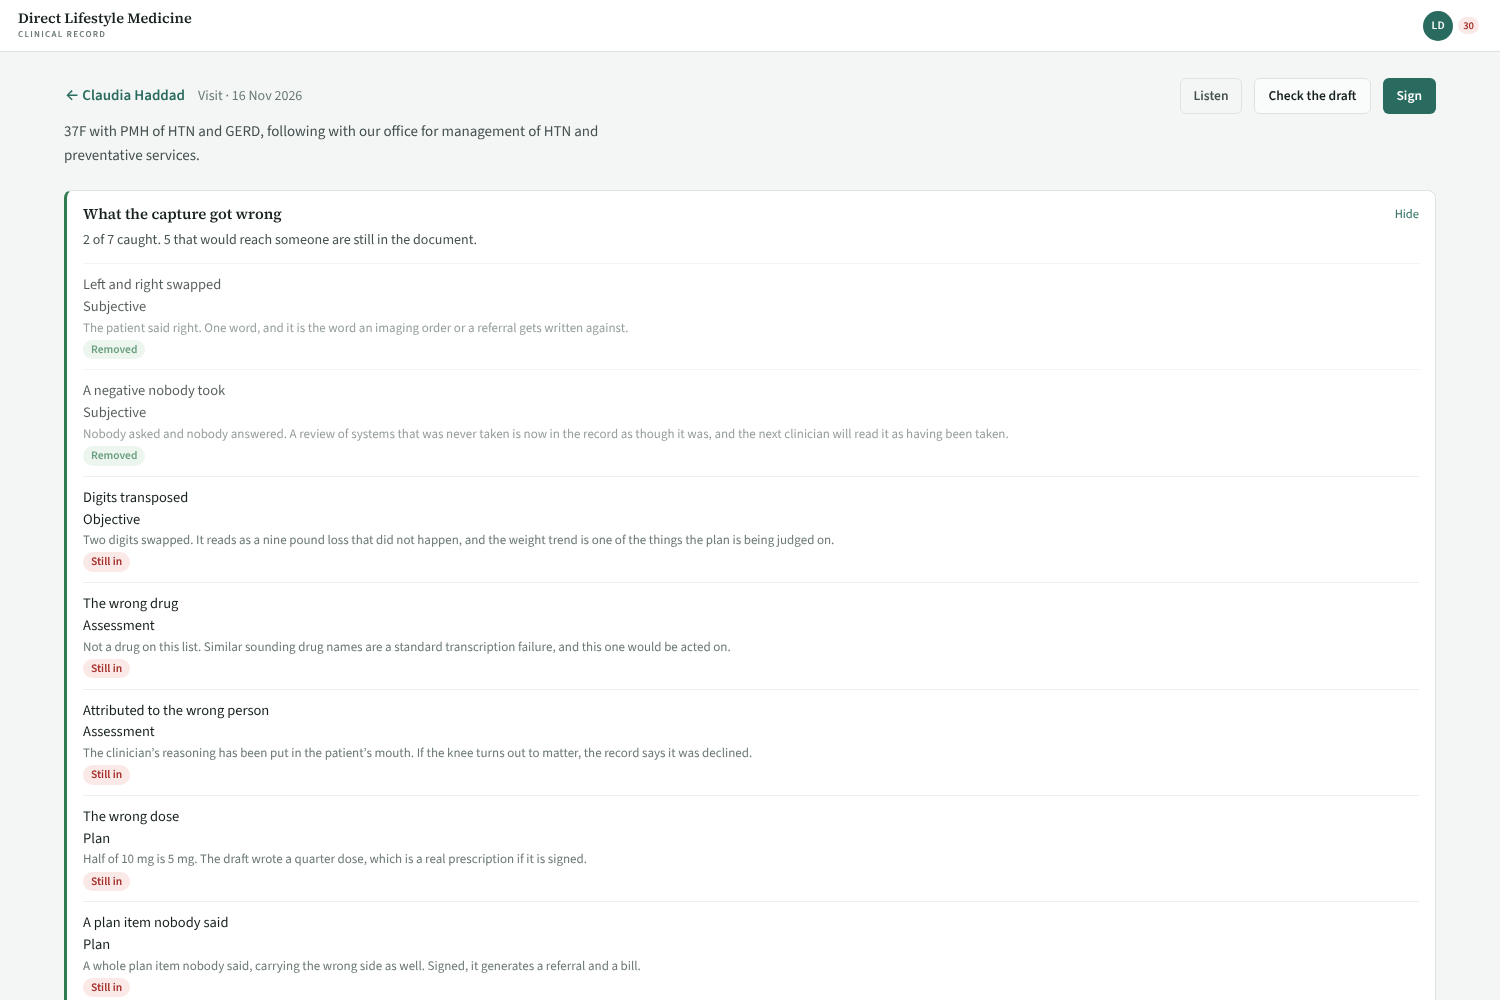 Direct Lifestyle Medicine
CLINICAL RECORD
LD
30
← Claudia Haddad
Visit · 16 Nov 2026
Listen
Check the draft
Sign
37F with PMH of HTN and GERD, following with our office for management of HTN and
preventative services.
What the capture got wrong
Hide
2 of 7 caught. 5 that would reach someone are still in the document.
Left and right swapped
Subjective
The patient said right. One word, and it is the word an imaging order or a referral gets written against.
Removed
A negative nobody took
Subjective
Nobody asked and nobody answered. A review of systems that was never taken is now in the record as though it was, and the next clinician will read it as having been taken.
Removed
Digits transposed
Objective
Two digits swapped. It reads as a nine pound loss that did not happen, and the weight trend is one of the things the plan is being judged on.
Still in
The wrong drug
Assessment
Not a drug on this list. Similar sounding drug names are a standard transcription failure, and this one would be acted on.
Still in
Attributed to the wrong person
Assessment
The clinician’s reasoning has been put in the patient’s mouth. If the knee turns out to matter, the record says it was declined.
Still in
The wrong dose
Plan
Half of 10 mg is 5 mg. The draft wrote a quarter dose, which is a real prescription if it is signed.
Still in
A plan item nobody said
Plan
A whole plan item nobody said, carrying the wrong side as well. Signed, it generates a referral and a bill.
Still in